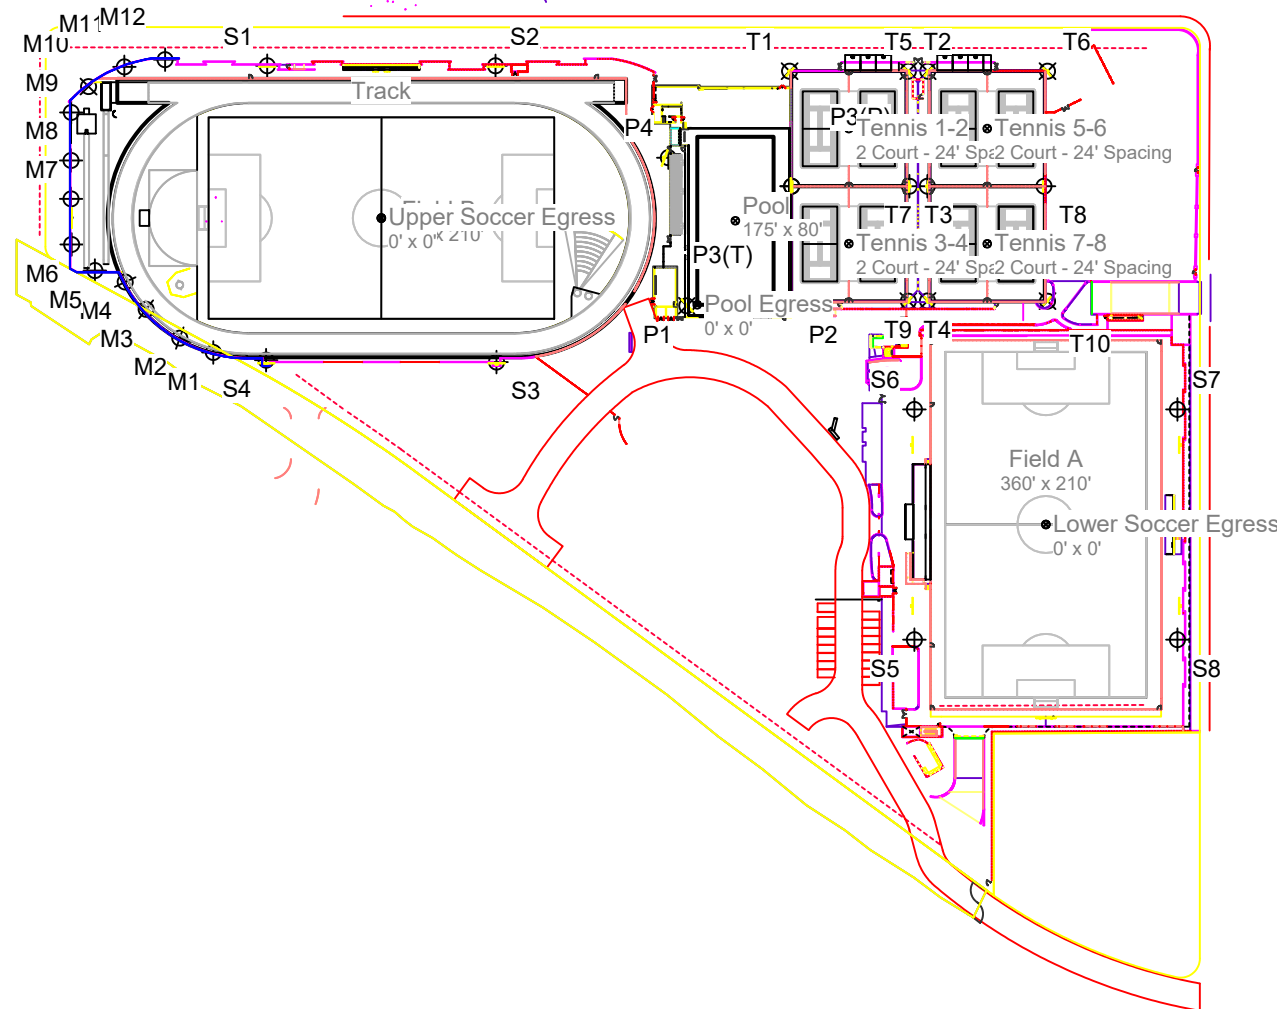 M11
M12
S1
S2
T1
T5
T2
T6
M10
M9
Track
P4
Tennis 1-2
2 Court - 24' Spa
Tennis 5-6
2 Court - 24' Spacing
M8
M7
Upper Soccer Egress
0' x 0'
x 210'
Pool
175' x 80'
T7
T3
T8
P3(T)
Tennis 3-4
2 Court - 24' Spa
Tennis 7-8
2 Court - 24' Spacing
M6
M5
M4
Pool Egress
0' x 0'
M3
P1
P2
T9
T4
T10
M2
M1
S4
S3
S6
S7
Field A
360' x 210'
Lower Soccer Egress
0' x 0'
S5
S8